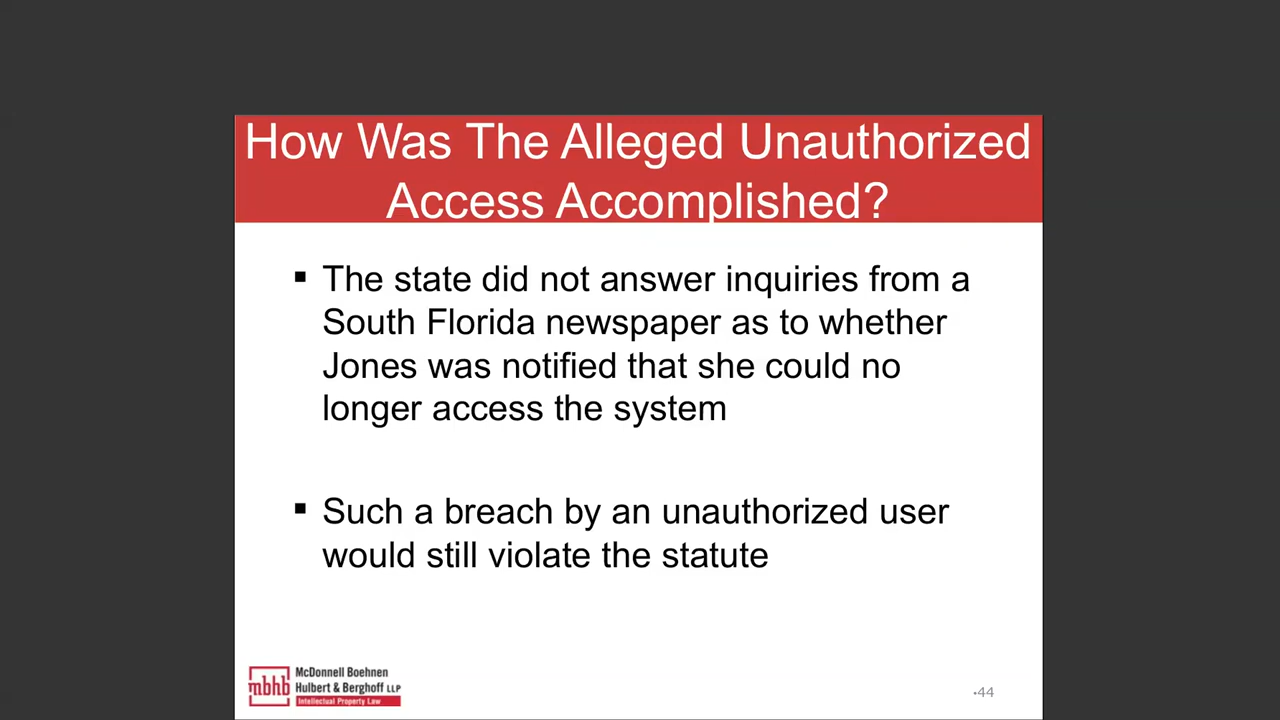 How Was The Alleged Unauthorized
Access Accomplished?
▪ The state did not answer inquiries from a
South Florida newspaper as to whether
Jones was notified that she could no
longer access the system
▪ Such a breach by an unauthorized user
would still violate the statute
mbhb
McDonnell Boehnen
Hulbert & Berghoff LLP
Intellectual Property Law
•44